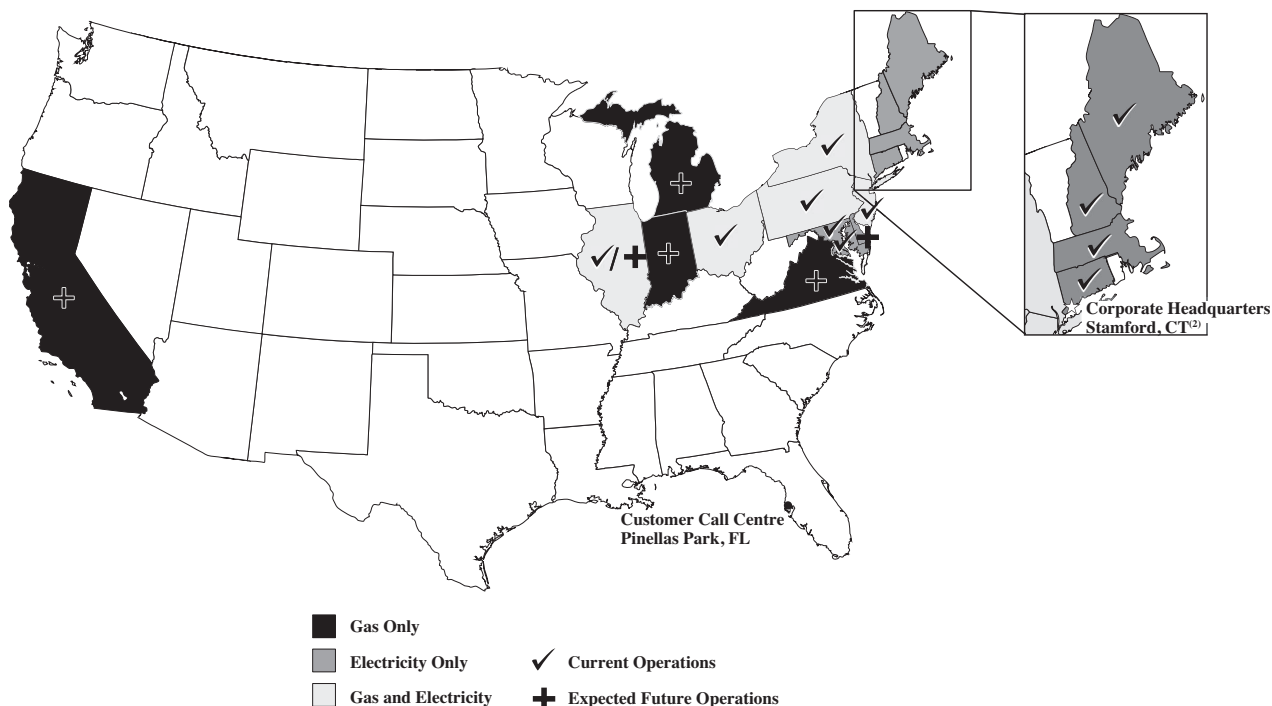 Corporate Headquarters
Stamford, CT(2)
Customer Call Centre
Pinellas Park, FL
Gas Only
Electricity Only
Current Operations
Gas and Electricity
Expected Future Operations